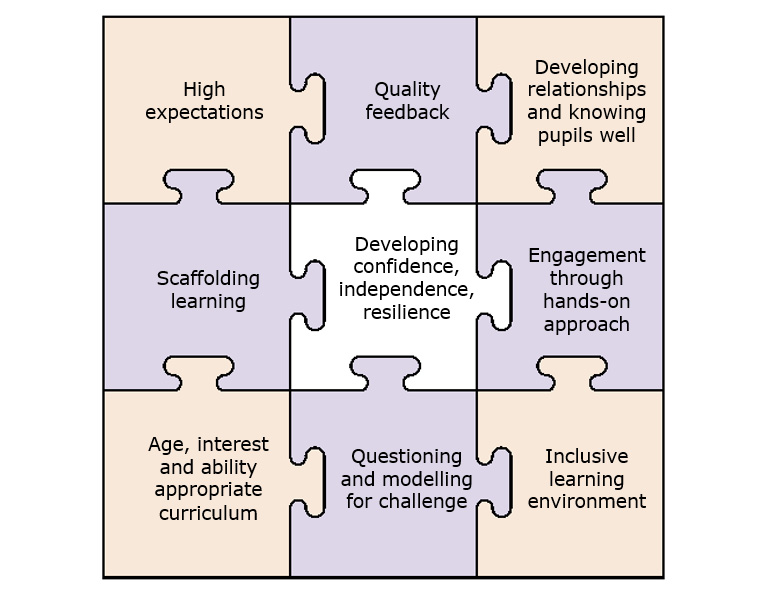 High
expectations
Quality
feedback
Developing
relationships
and knowing
pupils well
Scaffolding
learning
Developing
confidence,
independence,
resilience
Engagement
through
hands-on
approach
Age, interest
and ability
appropriate
curriculum
Questioning
and modelling
for challenge
Inclusive
learning
environment